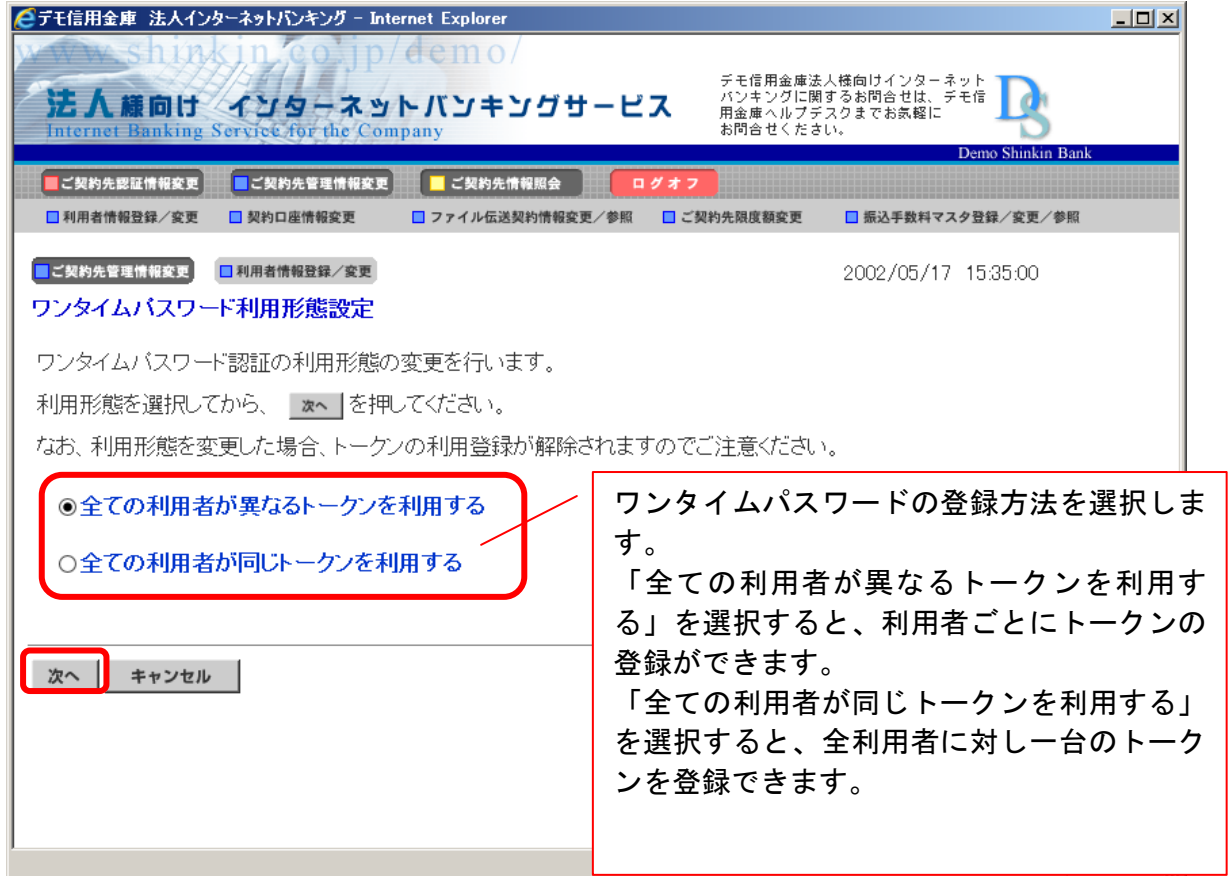 デモ信用金庫 法人インターネットバンキング - Internet Explorer
www.shinkin.co.jp/demo/
法人様向け インターネットバンキングサービス
Internet Banking Service for the Company
デモ信用金庫法人様向けインターネット
バンキングに関するお問合せは、デモ信
用金庫ヘルプデスクまでお気軽に
お問合せください。
DS
Demo Shinkin Bank
ご契約先認証情報変更 ご契約先管理情報変更 ご契約先情報照会 ログオフ
利用者情報登録／変更 契約口座情報変更 ファイル伝送契約情報変更／参照 ご契約先限度額変更 振込手数料マスタ登録／変更／参照
ご契約先管理情報変更 利用者情報登録／変更 2002/05/17 15:35:00
ワンタイムパスワード利用形態設定
ワンタイムパスワード認証の利用形態の変更を行います。
利用形態を選択してから、 次へ を押してください。
なお、利用形態を変更した場合、トークンの利用登録が解除されますのでご注意ください。
全ての利用者が異なるトークンを利用する
全ての利用者が同じトークンを利用する
次へ キャンセル
ワンタイムパスワードの登録方法を選択しま
す。
「全ての利用者が異なるトークンを利用す
る」を選択すると、利用者ごとにトークンの
登録ができます。
「全ての利用者が同じトークンを利用する」
を選択すると、全利用者に対し一台のトーク
ンを登録できます。